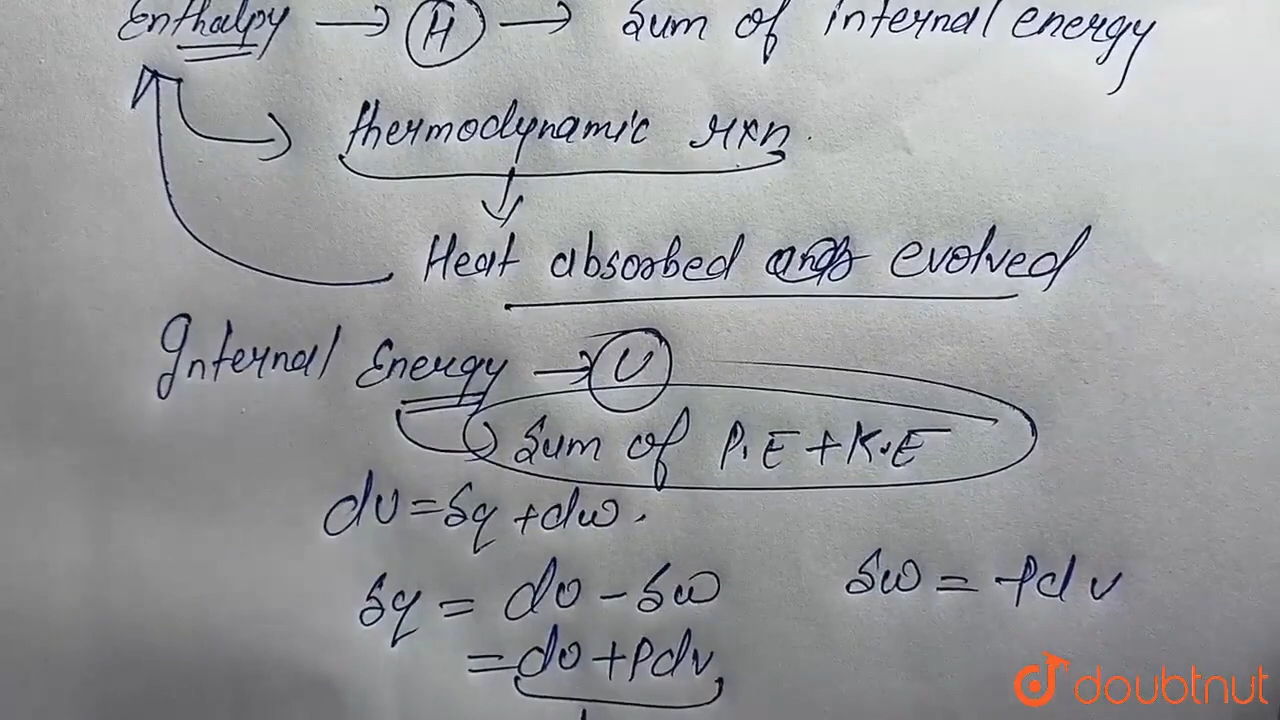 Enthalpy → H → Sum of internal energy
thermodynamic rxn.
Heat absorbed evolved
Internal Energy → U
Sum of P.E + K.E
dU = δq + dw.
δq = dU - δw
δw = -Pdv
= dU + Pdv
doubtnut